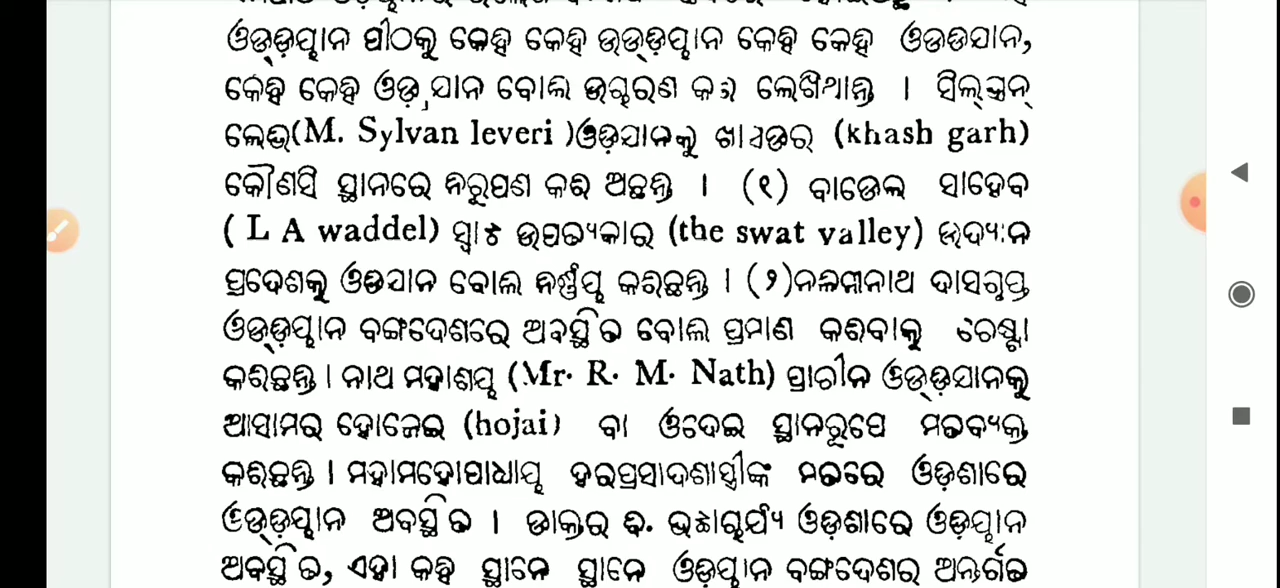 ଓଡ୍ଡ଼ିୟାନ ପୀଠକୁ କେହି କେହି ଉଡ୍ଡ଼ିୟାନ କେହି କେହି ଓଡଡଯାନ,
କେହି କେହି ଓଡ଼୍ରଯାନ ବୋଲି ଉଚ୍ଚାରଣ କରି ଲେଖିଥାନ୍ତି । ସିଲ୍‌ଭାନ୍
ଲେଭି(M. Sylvan leveri )ଓଡ଼ିଯାନକୁ (khash garh)
କୌଣସି ସ୍ଥାନରେ ନିରୂପଣ କରି ଅଛନ୍ତି । (୧) ବାଡେଲ ସାହେବ
( L A waddel) ସ୍ୱାଟ ଉପତ୍ୟକାର (the swat valley) ଉଦ୍ୟାନ
ପ୍ରଦେଶକୁ ଓଡିଯାନ ବୋଲି ନିର୍ଣ୍ଣୟ କରିଛନ୍ତି । (୨)ନଳିନୀନାଥ ଦାସଗୁପ୍ତ
ଓଡ୍ଡ଼ିୟାନ ବଙ୍ଗଦେଶରେ ଅବସ୍ଥିତ ବୋଲି ପ୍ରମାଣ କରିବାକୁ ଚେଷ୍ଟା
କରିଛନ୍ତି । ନାଥ ମହାଶୟ (Mr. R. M. Nath) ପ୍ରାଚୀନ ଓଡ୍ଡ଼ିଯାନକୁ
ଆସାମର ହୋଜେଇ (hojai) ବା ଓଦେଇ ସ୍ଥାନରୂପେ ମତବ୍ୟକ୍ତ
କରିଛନ୍ତି । ମହାମହୋପାଧ୍ୟାୟ ହରପ୍ରସାଦଶାସ୍ତ୍ରୀଙ୍କ ମତରେ ଓଡ଼ିଶାରେ
ଓଡ୍ଡ଼ିୟାନ ଅବସ୍ଥିତ । ଡାକ୍ତର ବି. ଭଟ୍ଟାଚାର୍ଯ୍ୟ ଓଡ଼ିଶାରେ ଓଡ଼ିୟାନ
ଅବସ୍ଥିତ, ଏହା କହି ସ୍ଥାନେ ସ୍ଥାନେ ଓଡ଼ିୟାନ ବଙ୍ଗଦେଶର ଅନ୍ତର୍ଗତ